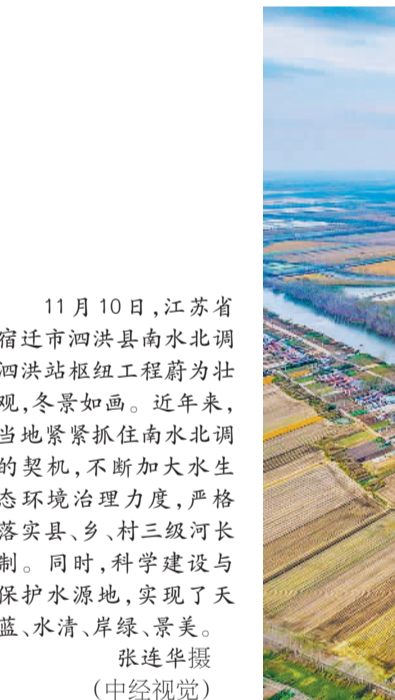 11月10日,江苏省
宿迁市泗洪县南水北调
泗洪站枢纽工程蔚为壮
观,冬景如画。近年来,
当地紧紧抓住南水北调
的契机,不断加大水生
态环境治理力度,严格
落实县、乡、村三级河长
制。同时,科学建设与
保护水源地,实现了天
蓝、水清、岸绿、景美。
张连华摄
（中经视觉）